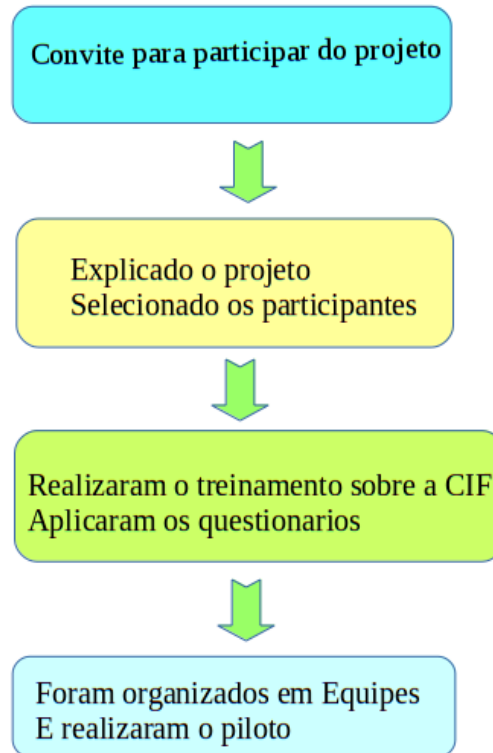 Convite para participar do projeto
Explicado o projeto
Selecionado os participantes
Realizaram o treinamento sobre a CIF
Aplicaram os questionarios
Foram organizados em Equipes
E realizaram o piloto